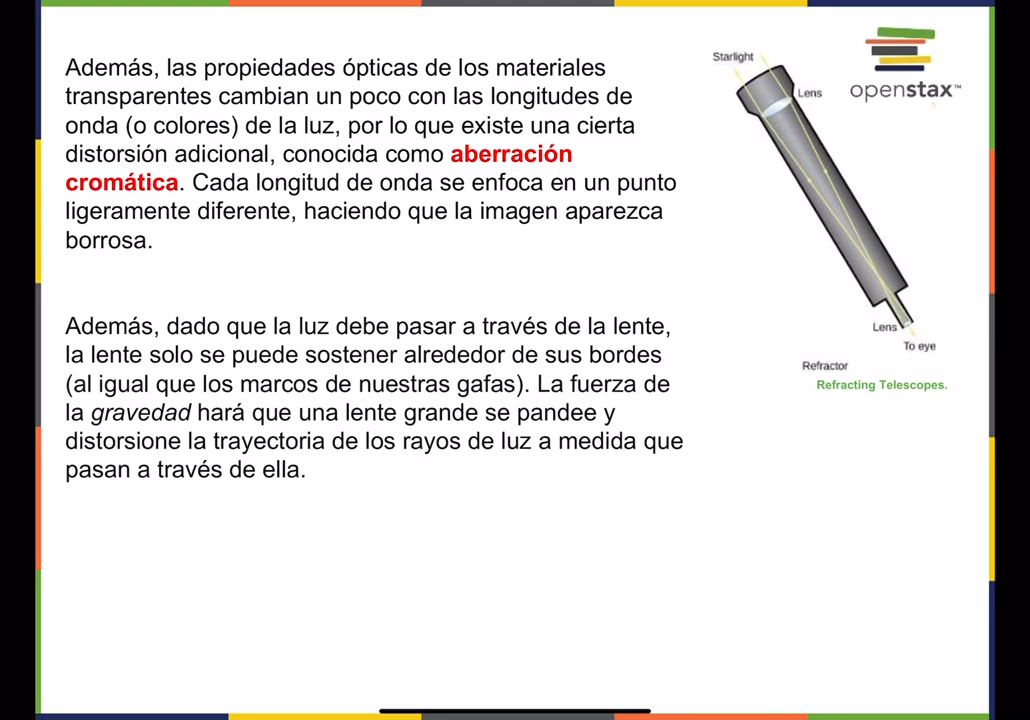 Además, las propiedades ópticas de los materiales
transparentes cambian un poco con las longitudes de
onda (o colores) de la luz, por lo que existe una cierta
distorsión adicional, conocida como aberración
cromática. Cada longitud de onda se enfoca en un punto
ligeramente diferente, haciendo que la imagen aparezca
borrosa.
Además, dado que la luz debe pasar a través de la lente,
la lente solo se puede sostener alrededor de sus bordes
(al igual que los marcos de nuestras gafas). La fuerza de
la gravedad hará que una lente grande se pandee y
distorsione la trayectoria de los rayos de luz a medida que
pasan a través de ella.
Starlight
Lens
openstax™
Lens
To eye
Refractor
Refracting Telescopes.